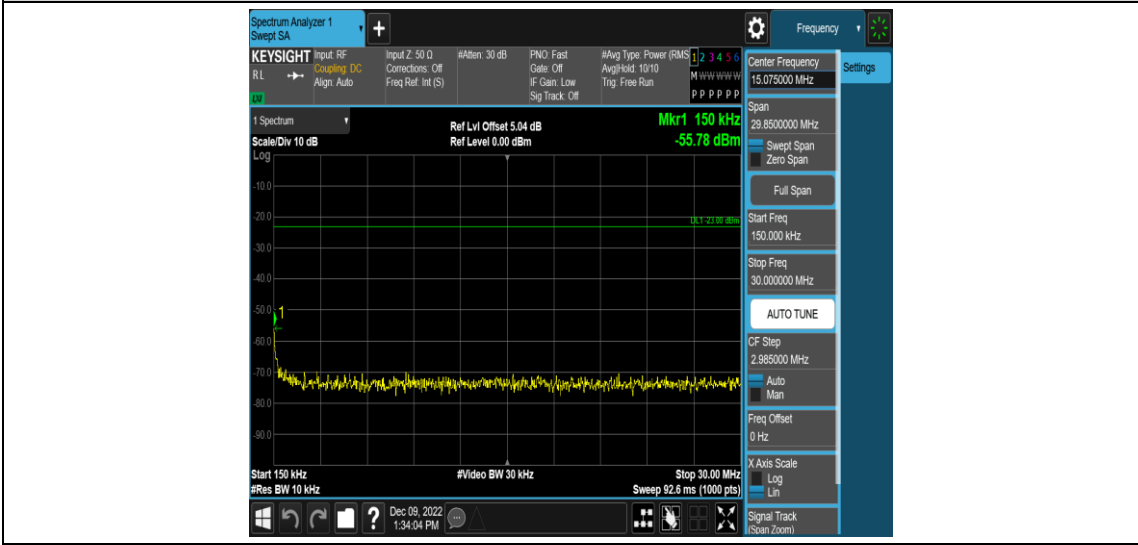 Spectrum Analyzer 1
Swept SA
+
Frequency
KEYSIGHT
Input: RF
Coupling: DC
Align: Auto
Input Z: 50 Ω
Corrections: Off
Freq Ref: Int (S)
#Atten: 30 dB
PNO: Fast
Gate: Off
IF Gain: Low
Sig Track: Off
#Avg Type: Power (RMS
Avg|Hold: 10/10
Trig: Free Run
1 2 3 4 5 6
M W W W W W
P P P P P P
R L
LXI
1 Spectrum
Scale/Div 10 dB
Log
Ref Lvl Offset 5.04 dB
Ref Level 0.00 dBm
Mkr1 150 kHz
-55.78 dBm
-10.0
-20.0
DL1 -23.00 dBm
-30.0
-40.0
-50.0
1
-60.0
-70.0
-80.0
-90.0
Start 150 kHz
#Video BW 30 kHz
Stop 30.00 MHz
#Res BW 10 kHz
Sweep 92.6 ms (1000 pts)
?
Dec 09, 2022
1:34:04 PM
Center Frequency
15.075000 MHz
Settings
Span
29.8500000 MHz
Swept Span
Zero Span
Full Span
Start Freq
150.000 kHz
Stop Freq
30.000000 MHz
AUTO TUNE
CF Step
2.985000 MHz
Auto
Man
Freq Offset
0 Hz
X Axis Scale
Log
Lin
Signal Track
(Span Zoom)